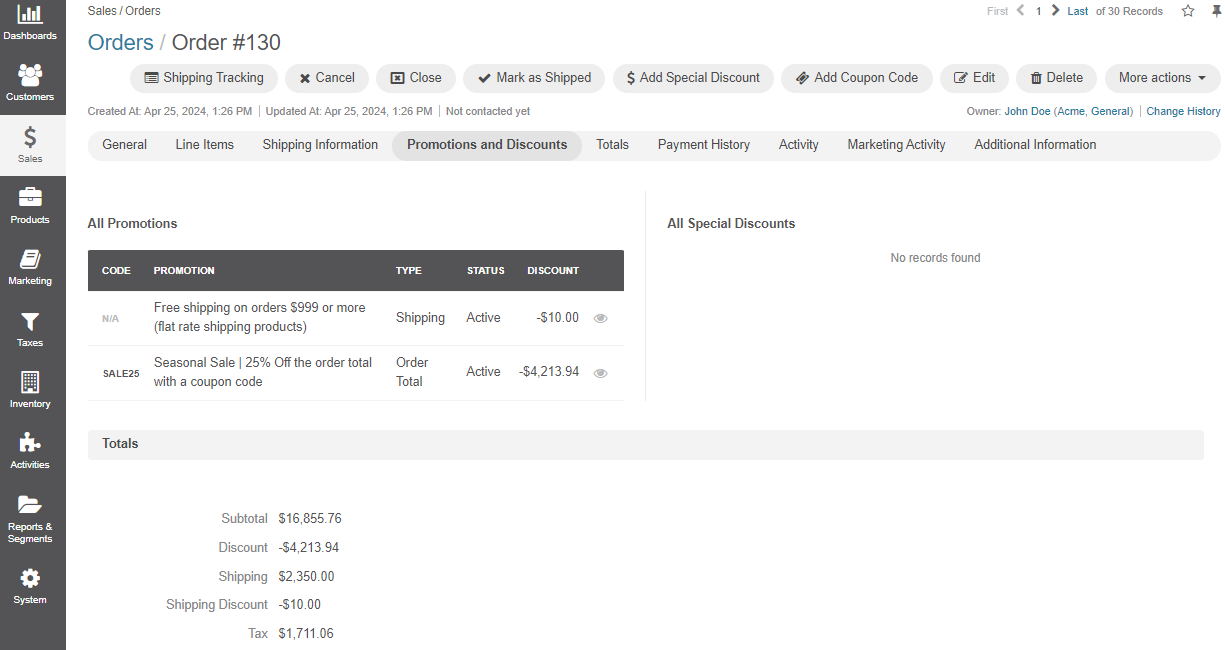 Dashboards
Customers
Sales
Products
Marketing
Taxes
Inventory
Activities
Reports &
Segments
System
Sales / Orders
First 1 Last of 30 Records
Orders / Order #130
Shipping Tracking Cancel Close Mark as Shipped Add Special Discount Add Coupon Code Edit Delete More actions
Created At: Apr 25, 2024, 1:26 PM Updated At: Apr 25, 2024, 1:26 PM Not contacted yet
Owner: John Doe (Acme, General) Change History
General Line Items Shipping Information Promotions and Discounts Totals Payment History Activity Marketing Activity Additional Information
All Promotions
CODE PROMOTION TYPE STATUS DISCOUNT
N/A Free shipping on orders $999 or more Shipping Active -$10.00
(flat rate shipping products)
SALE25 Seasonal Sale | 25% Off the order total Order Active -$4,213.94
with a coupon code Total
All Special Discounts
No records found
Totals
Subtotal $16,855.76
Discount -$4,213.94
Shipping $2,350.00
Shipping Discount -$10.00
Tax $1,711.06